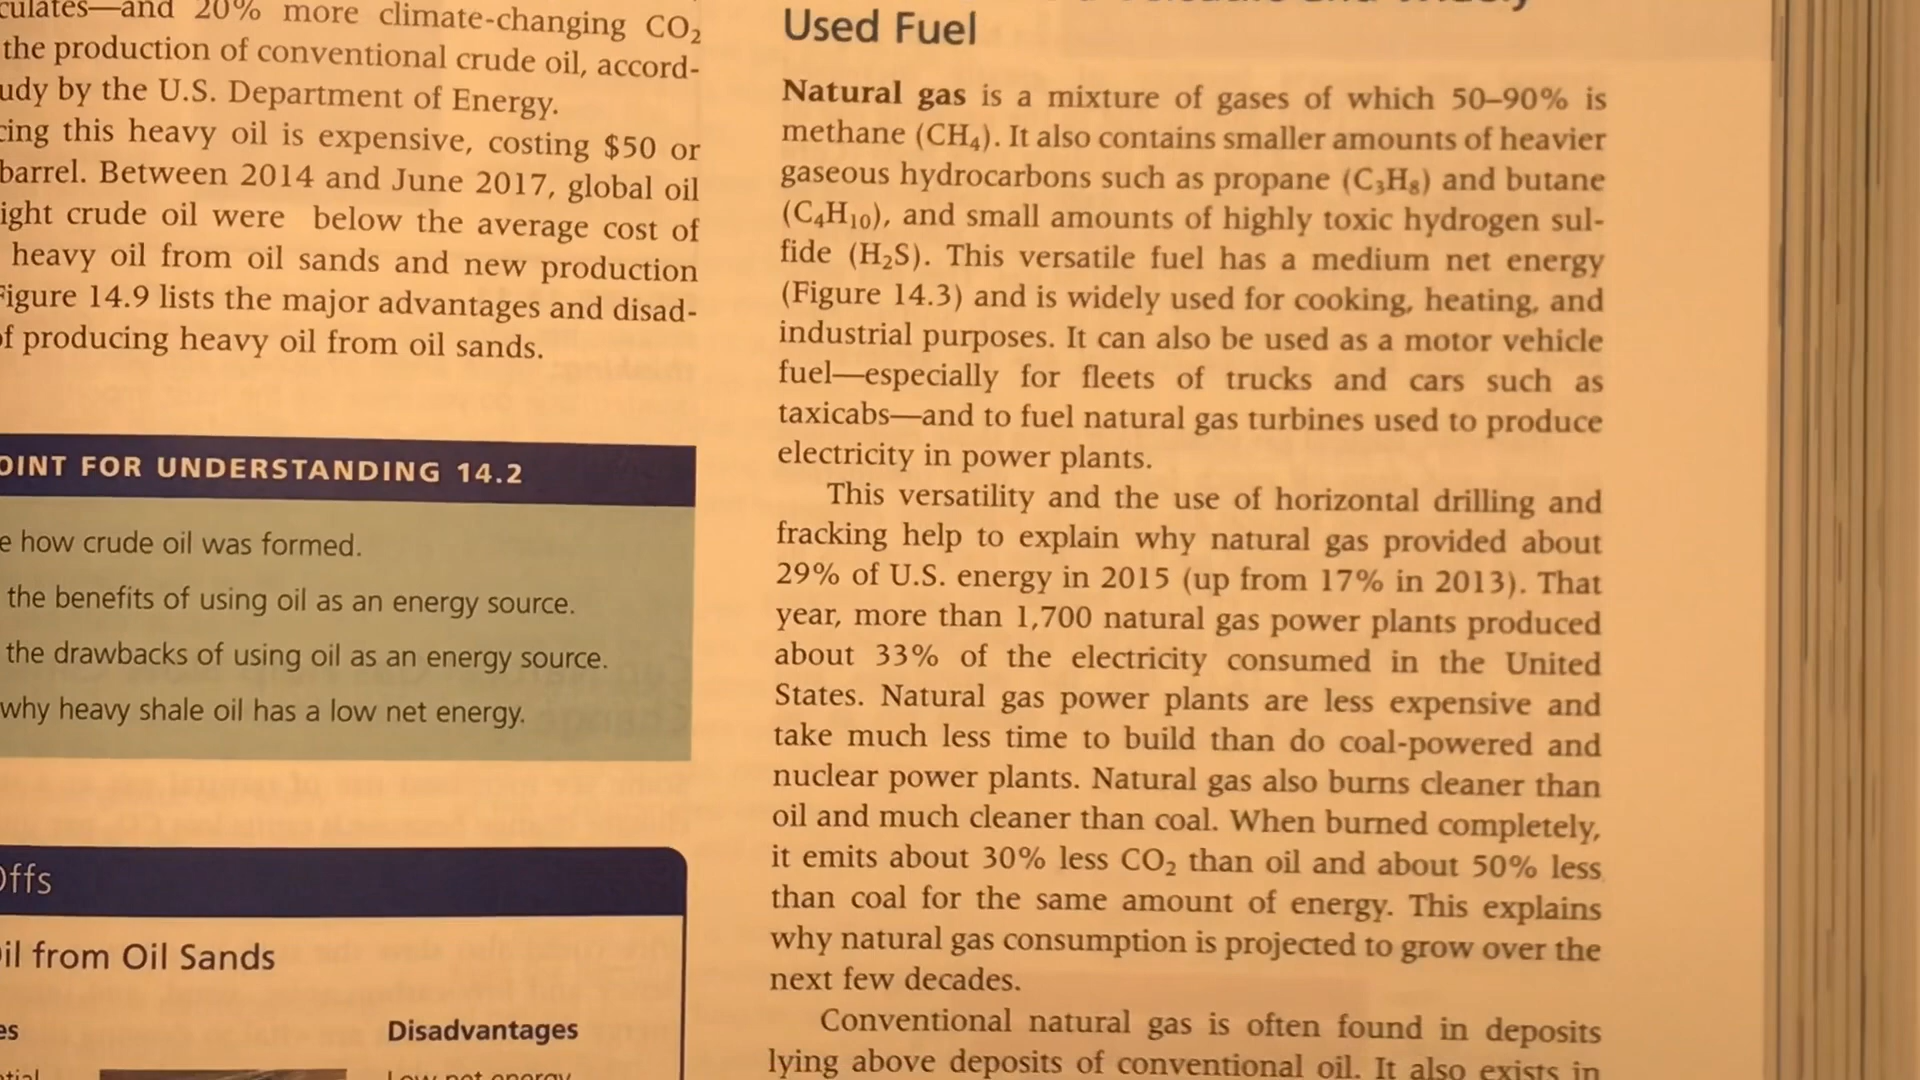 culates—and 20% more climate-changing CO₂
the production of conventional crude oil, accord-
udy by the U.S. Department of Energy.
cing this heavy oil is expensive, costing $50 or
barrel. Between 2014 and June 2017, global oil
ight crude oil were below the average cost of
heavy oil from oil sands and new production
Figure 14.9 lists the major advantages and disad-
of producing heavy oil from oil sands.
OINT FOR UNDERSTANDING 14.2
e how crude oil was formed.
the benefits of using oil as an energy source.
the drawbacks of using oil as an energy source.
why heavy shale oil has a low net energy.
Offs
il from Oil Sands
es
Disadvantages
Low net energy
Used Fuel
Natural gas is a mixture of gases of which 50–90% is
methane (CH₄). It also contains smaller amounts of heavier
gaseous hydrocarbons such as propane (C₃H₈) and butane
(C₄H₁₀), and small amounts of highly toxic hydrogen sul-
fide (H₂S). This versatile fuel has a medium net energy
(Figure 14.3) and is widely used for cooking, heating, and
industrial purposes. It can also be used as a motor vehicle
fuel—especially for fleets of trucks and cars such as
taxicabs—and to fuel natural gas turbines used to produce
electricity in power plants.
This versatility and the use of horizontal drilling and
fracking help to explain why natural gas provided about
29% of U.S. energy in 2015 (up from 17% in 2013). That
year, more than 1,700 natural gas power plants produced
about 33% of the electricity consumed in the United
States. Natural gas power plants are less expensive and
take much less time to build than do coal-powered and
nuclear power plants. Natural gas also burns cleaner than
oil and much cleaner than coal. When burned completely,
it emits about 30% less CO₂ than oil and about 50% less
than coal for the same amount of energy. This explains
why natural gas consumption is projected to grow over the
next few decades.
Conventional natural gas is often found in deposits
lying above deposits of conventional oil. It also exists in